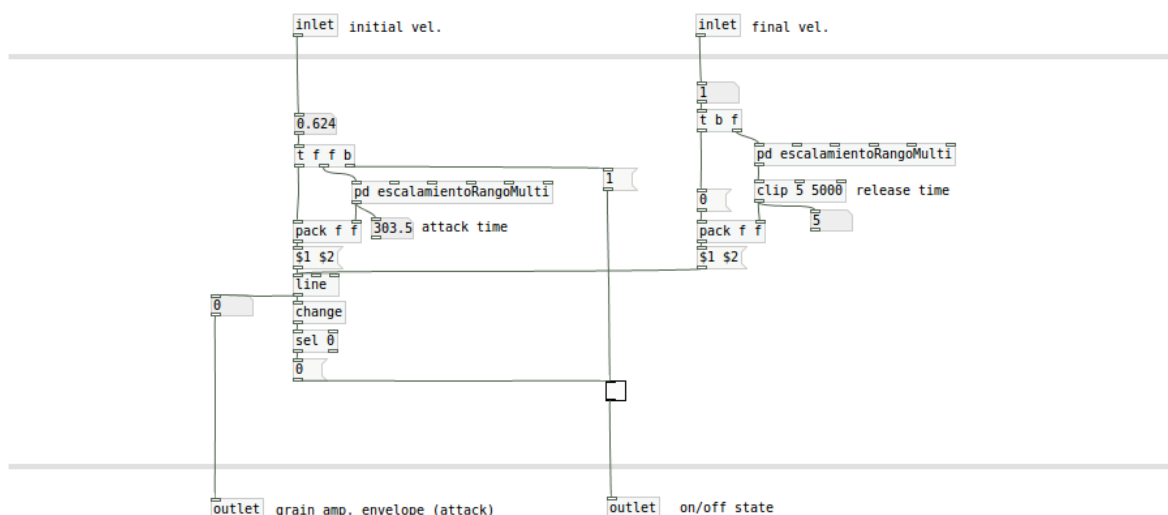 inlet initial vel.
inlet final vel.
1
0.624
t b f
t f f b
pd escalamientoRangoMulti
1
pd escalamientoRangoMulti
clip 5 5000 release time
0
5
303.5 attack time
pack f f
pack f f
$1 $2
$1 $2
line
0
change
sel 0
0
outlet grain amp. envelope (attack)
outlet on/off state